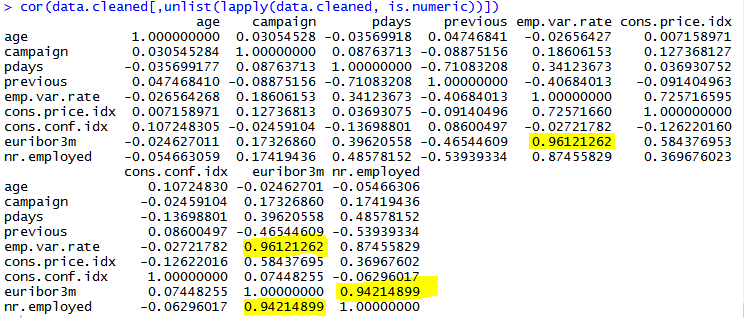 > cor(data.cleaned[,unlist(lapply(data.cleaned, is.numeric))])
age campaign pdays previous emp.var.rate cons.price.idx
age 1.000000000 0.03054528 -0.03569918 0.04746841 -0.02656427 0.007158971
campaign 0.030545284 1.00000000 0.08763713 -0.08875156 0.18606153 0.127368127
pdays -0.035699177 0.08763713 1.00000000 -0.71083208 0.34123673 0.036930752
previous 0.047468410 -0.08875156 -0.71083208 1.00000000 -0.40684013 -0.091404963
emp.var.rate -0.026564268 0.18606153 0.34123673 -0.40684013 1.00000000 0.725716595
cons.price.idx 0.007158971 0.12736813 0.03693075 -0.09140496 0.72571660 1.000000000
cons.conf.idx 0.107248305 -0.02459104 -0.13698801 0.08600497 -0.02721782 -0.126220160
euribor3m -0.024627011 0.17326860 0.39620558 -0.46544609 0.96121262 0.584376953
nr.employed -0.054663059 0.17419436 0.48578152 -0.53939334 0.87455829 0.369676023
cons.conf.idx euribor3m nr.employed
age 0.10724830 -0.02462701 -0.05466306
campaign -0.02459104 0.17326860 0.17419436
pdays -0.13698801 0.39620558 0.48578152
previous 0.08600497 -0.46544609 -0.53939334
emp.var.rate -0.02721782 0.96121262 0.87455829
cons.price.idx -0.12622016 0.58437695 0.36967602
cons.conf.idx 1.00000000 0.07448255 -0.06296017
euribor3m 0.07448255 1.00000000 0.94214899
nr.employed -0.06296017 0.94214899 1.00000000